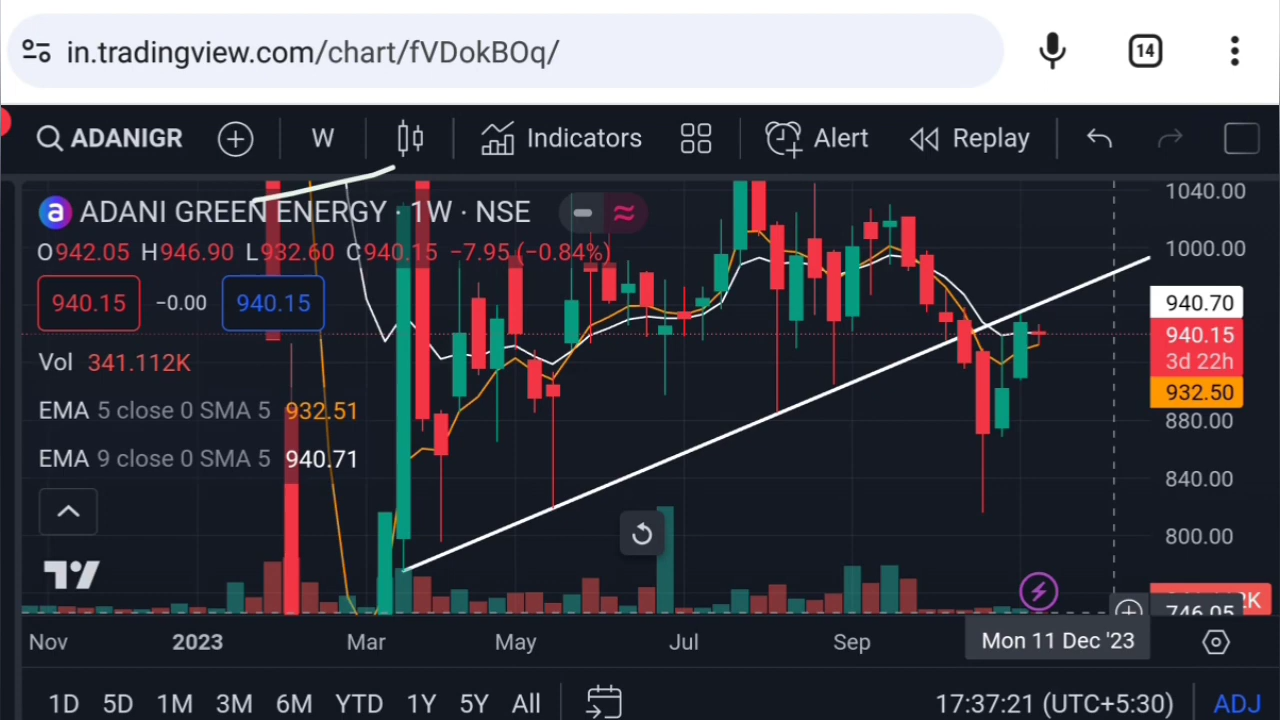 in.tradingview.com/chart/fVDokBOq/ 14
ADANIGR W Indicators Alert Replay
a ADANI GREEN ENERGY · 1W · NSE
O942.05 H946.90 L932.60 C940.15 −7.95 (−0.84%)
940.15 −0.00 940.15
Vol 341.112K
EMA 5 close 0 SMA 5 932.51
EMA 9 close 0 SMA 5 940.71
1040.00
1000.00
940.70
940.15
3d 22h
932.50
880.00
840.00
800.00
746.05
Nov 2023 Mar May Jul Sep Mon 11 Dec '23
1D 5D 1M 3M 6M YTD 1Y 5Y All 17:37:21 (UTC+5:30) ADJ